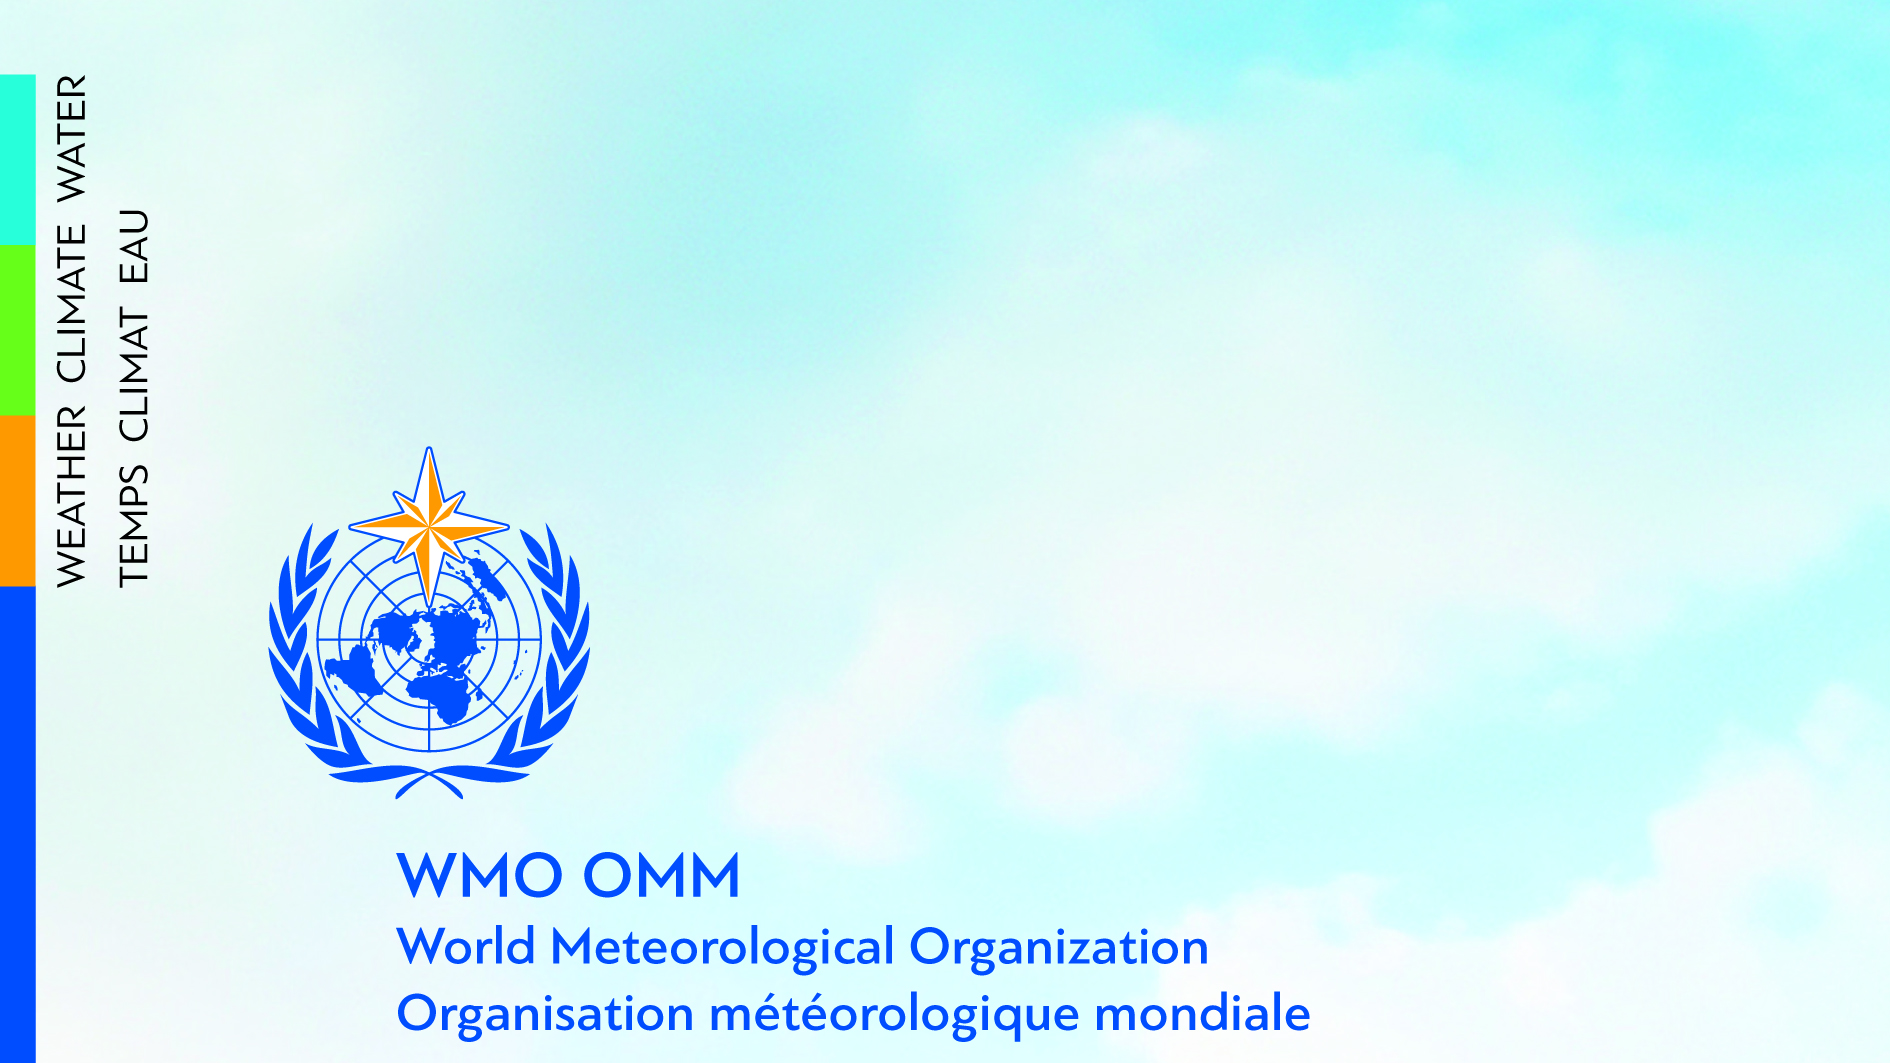 WEATHER CLIMATE WATER
TEMPS CLIMAT EAU
WMO OMM
World Meteorological Organization
Organisation météorologique mondiale